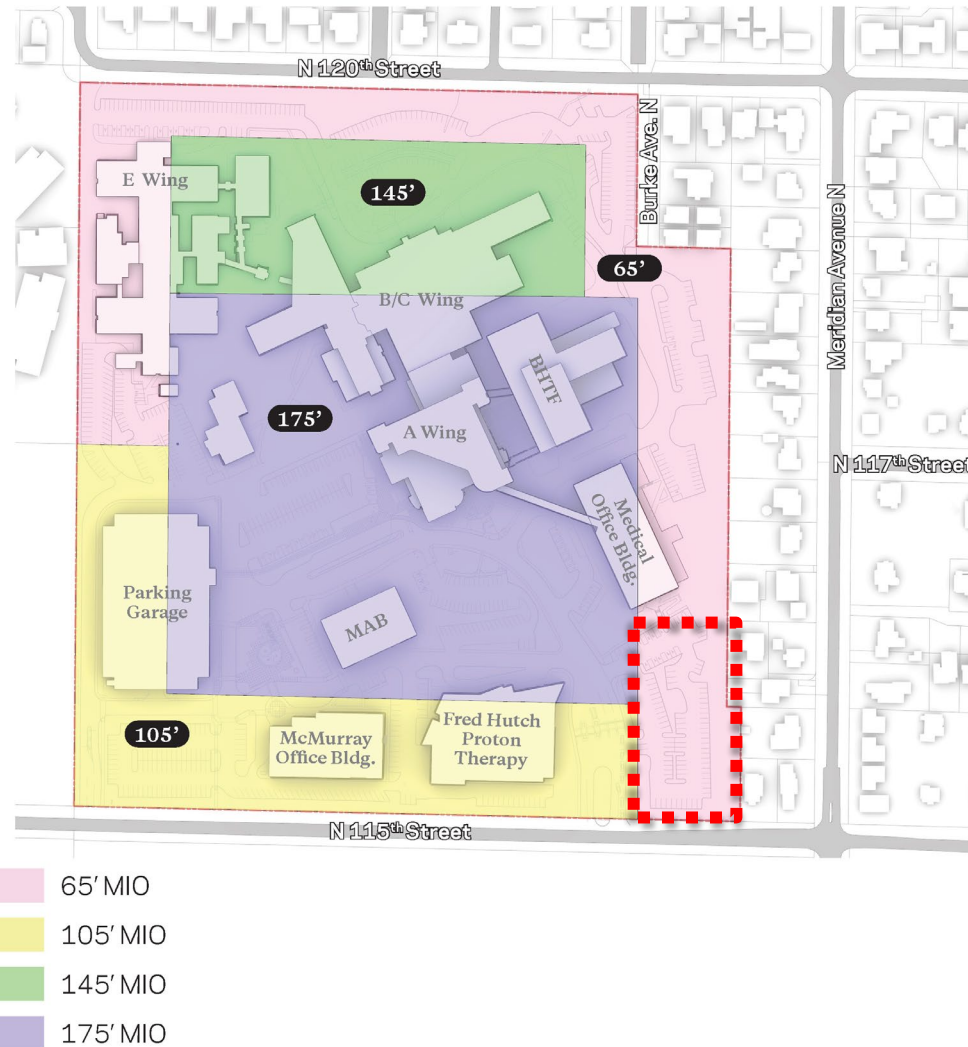 N 120th Street
Burke Ave. N
E Wing
145'
Meridian Avenue N
65'
B/C Wing
BHTF
175'
A Wing
N 117th Street
Medical
Office Bldg.
Parking
Garage
MAB
105'
McMurray
Office Bldg.
Fred Hutch
Proton
Therapy
N 115th Street
65' MIO
105' MIO
145' MIO
175' MIO